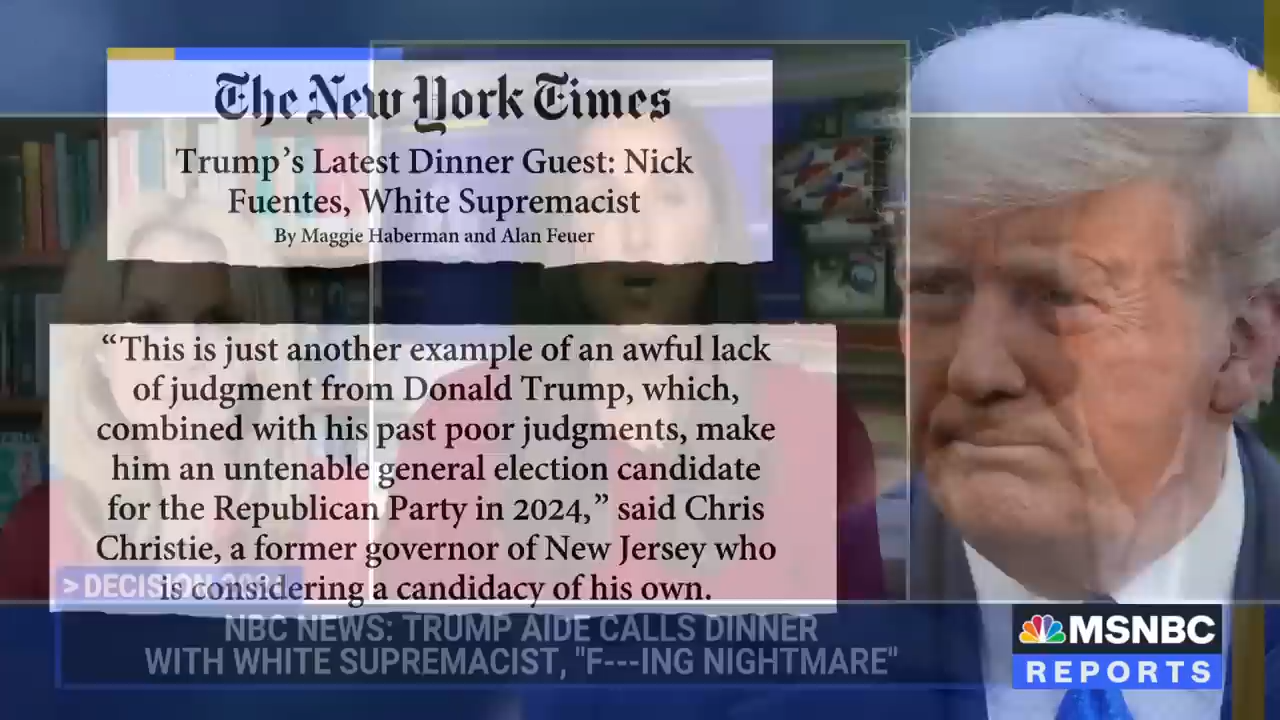 The New York Times
Trump’s Latest Dinner Guest: Nick
Fuentes, White Supremacist
By Maggie Haberman and Alan Feuer
“This is just another example of an awful lack
of judgment from Donald Trump, which,
combined with his past poor judgments, make
him an untenable general election candidate
for the Republican Party in 2024,” said Chris
Christie, a former governor of New Jersey who
is considering a candidacy of his own.
> DECISION
NBC NEWS: TRUMP AIDE CALLS DINNER
WITH WHITE SUPREMACIST, "F---ING NIGHTMARE"
MSNBC
REPORTS